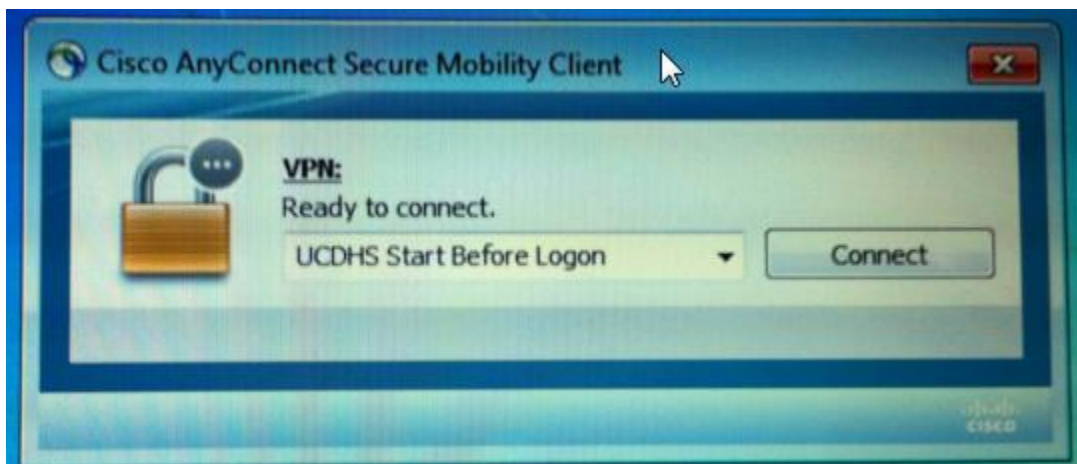 Cisco AnyConnect Secure Mobility Client
VPN:
Ready to connect.
UCDHS Start Before Logon
Connect
CISCO